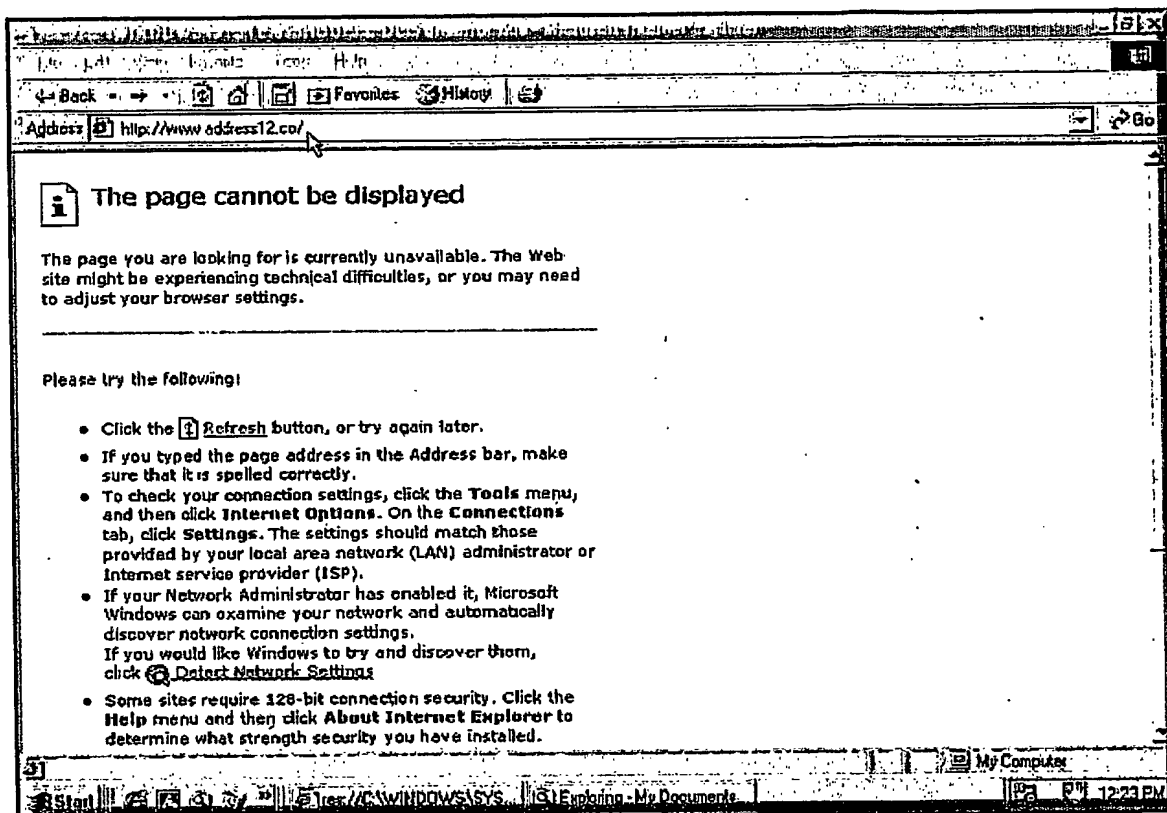 Help
Back Favorites History
Address http://www.address12.co/ Go
The page cannot be displayed
The page you are looking for is currently unavailable. The Web
site might be experiencing technical difficulties, or you may need
to adjust your browser settings.
Please try the following:
• Click the Refresh button, or try again later.
• If you typed the page address in the Address bar, make
sure that it is spelled correctly.
• To check your connection settings, click the Tools menu,
and then click Internet Options. On the Connections
tab, click Settings. The settings should match those
provided by your local area network (LAN) administrator or
Internet service provider (ISP).
• If your Network Administrator has enabled it, Microsoft
Windows can examine your network and automatically
discover network connection settings.
If you would like Windows to try and discover them,
click Detect Network Settings
• Some sites require 128-bit connection security. Click the
Help menu and then click About Internet Explorer to
determine what strength security you have installed.
My Computer
Start res://C:\WINDOWS\SYS... Exploring - My Documents 12:23 PM